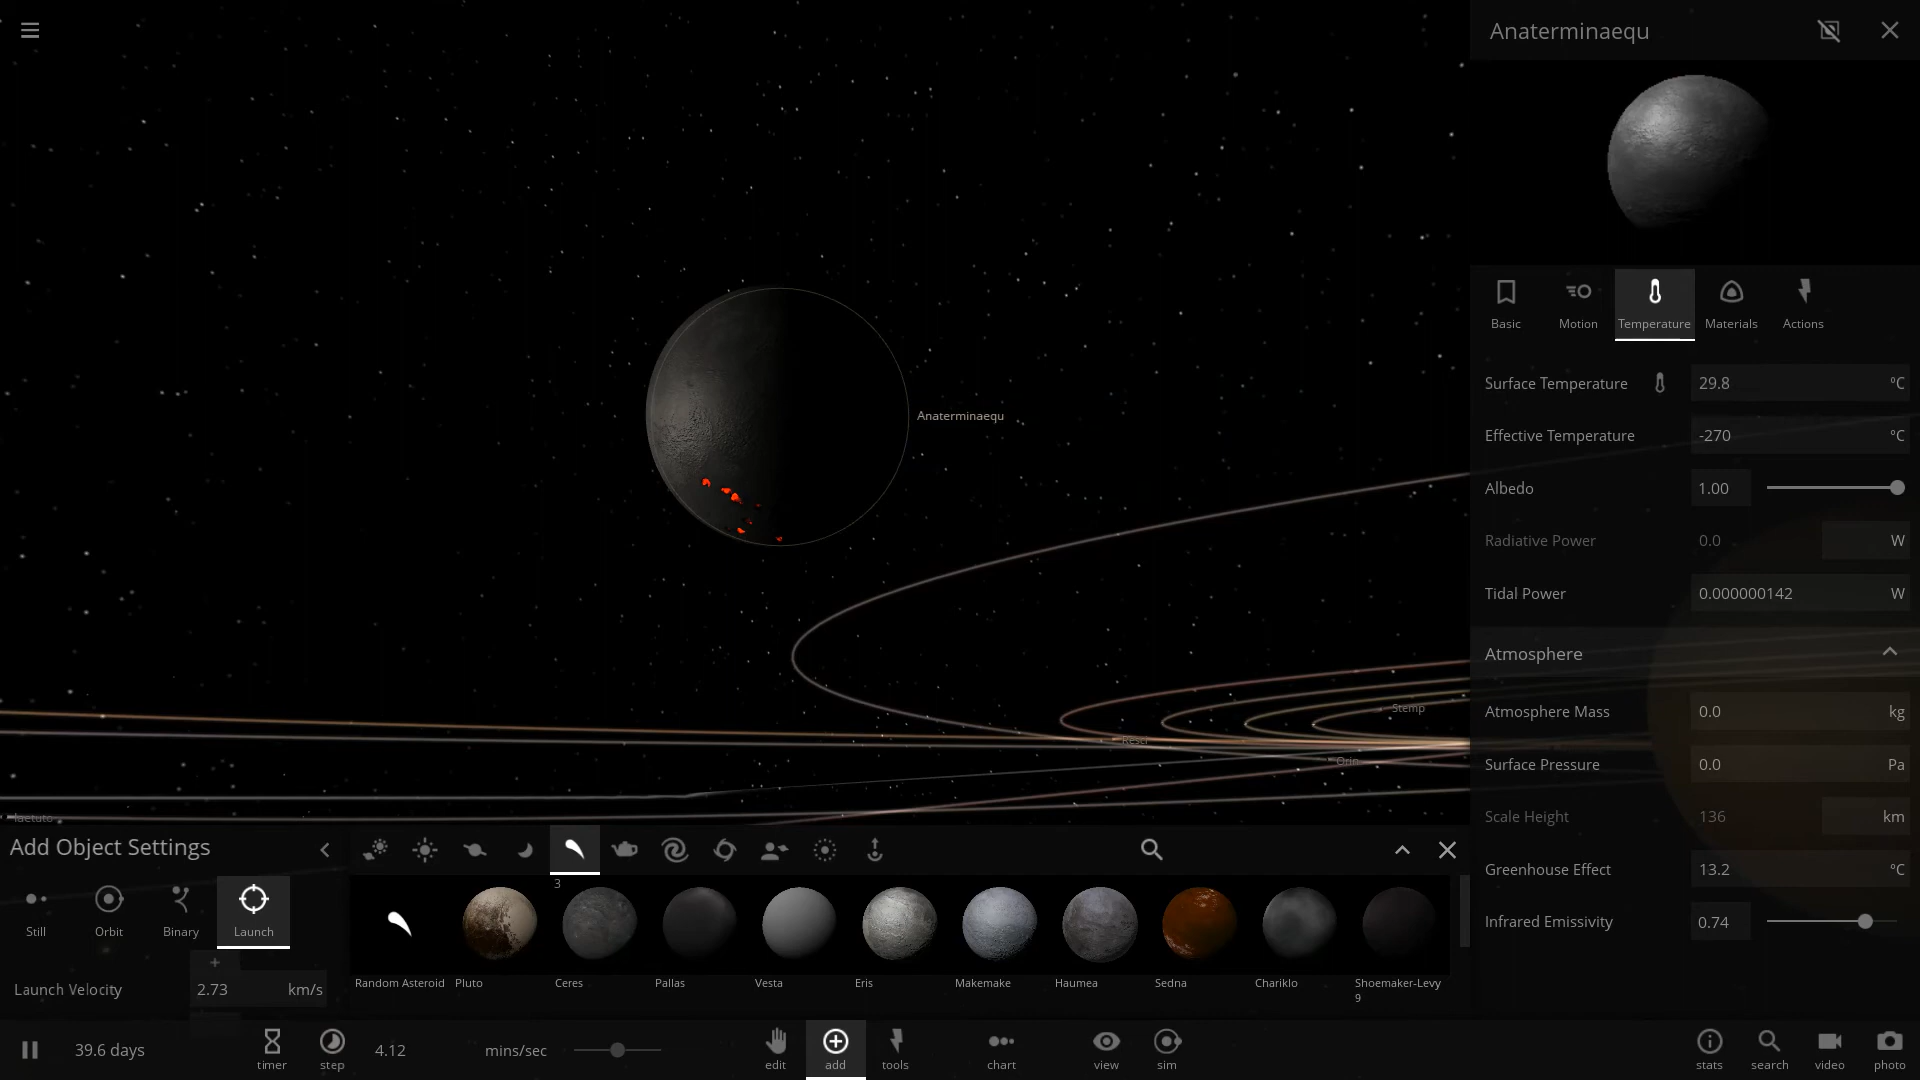 Anaterminaequ
Basic
Motion
Temperature
Materials
Actions
Surface Temperature 29.8 °C
Effective Temperature -270 °C
Albedo 1.00
Radiative Power 0.0 W
Tidal Power 0.000000142 W
Atmosphere
Atmosphere Mass 0.0 kg
Surface Pressure 0.0 Pa
Scale Height 136 km
Greenhouse Effect 13.2 °C
Infrared Emissivity 0.74
Anaterminaequ
Stemp
Orio
Add Object Settings
Still
Orbit
Binary
Launch
+
Launch Velocity 2.73 km/s
3
Random Asteroid
Pluto
Ceres
Pallas
Vesta
Eris
Makemake
Haumea
Sedna
Chariklo
Shoemaker-Levy
9
39.6 days
timer
step
4.12 mins/sec
edit
add
tools
chart
view
sim
stats
search
video
photo